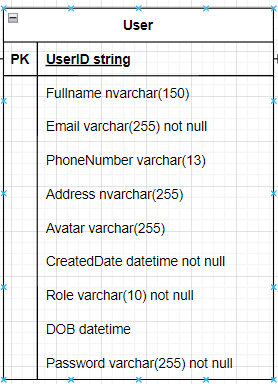 User
PK UserID string
Fullname nvarchar(150)
Email varchar(255) not null
PhoneNumber varchar(13)
Address nvarchar(255)
Avatar varchar(255)
CreatedDate datetime not null
Role varchar(10) not null
DOB datetime
Password varchar(255) not null